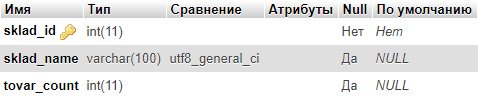 Имя Тип Сравнение Атрибуты Null По умолчанию
sklad_id int(11) Нет Нет
sklad_name varchar(100) utf8_general_ci Да NULL
tovar_count int(11) Да NULL